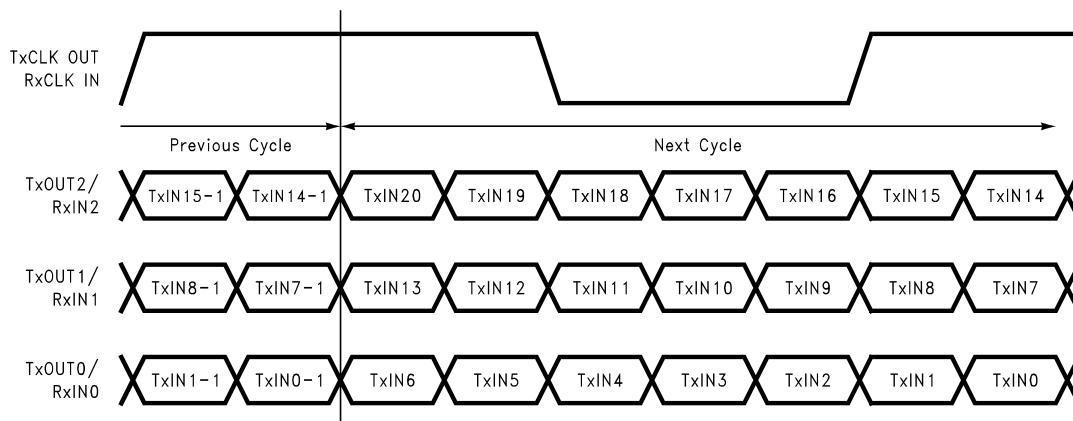 TxCLK OUT
RxCLK IN
Previous Cycle
Next Cycle
TxOUT2/
RxIN2
TxIN15-1 TxIN14-1 TxIN20 TxIN19 TxIN18 TxIN17 TxIN16 TxIN15 TxIN14
TxOUT1/
RxIN1
TxIN8-1 TxIN7-1 TxIN13 TxIN12 TxIN11 TxIN10 TxIN9 TxIN8 TxIN7
TxOUT0/
RxIN0
TxIN1-1 TxIN0-1 TxIN6 TxIN5 TxIN4 TxIN3 TxIN2 TxIN1 TxIN0